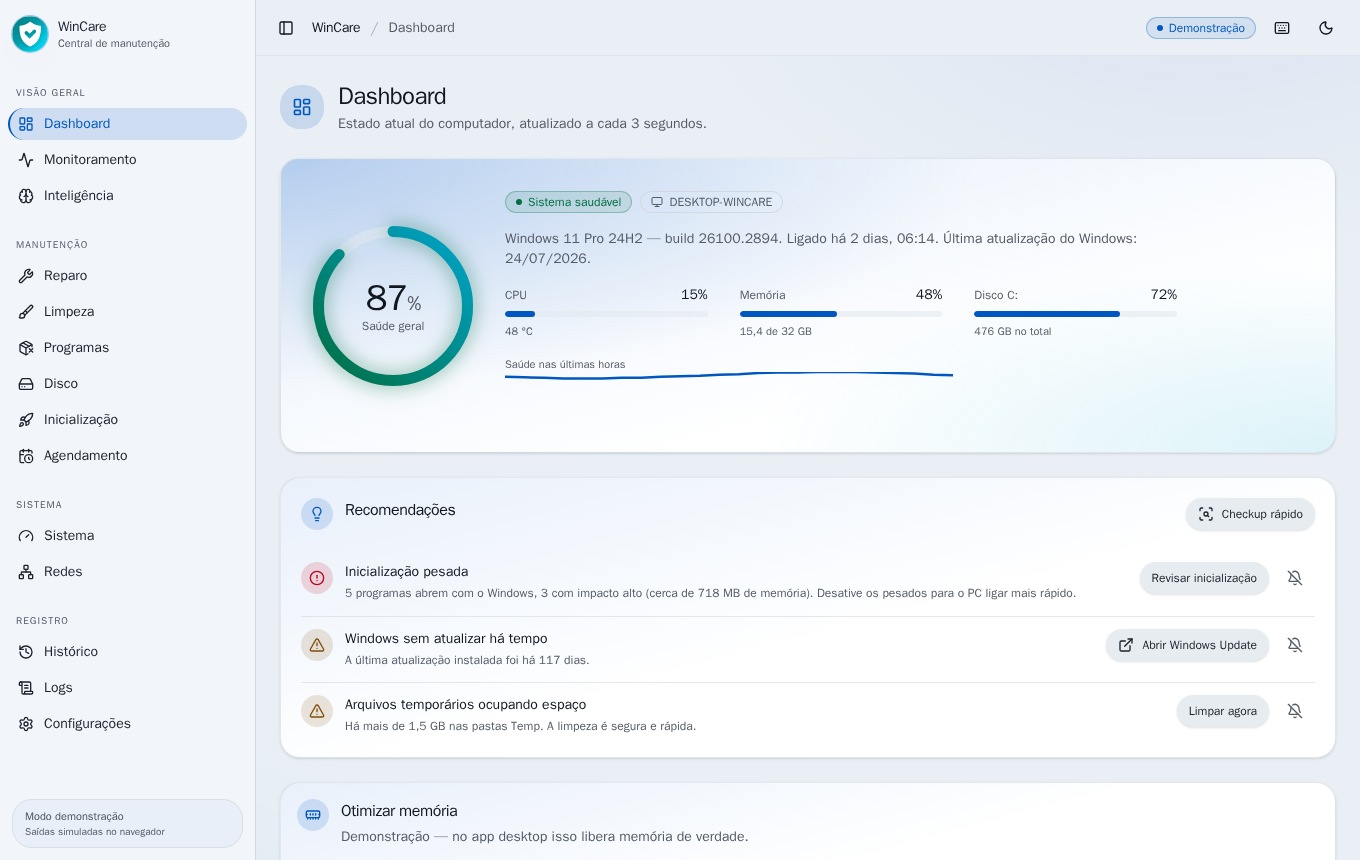 WinCare
Central de manutenção
VISÃO GERAL
Dashboard
Monitoramento
Inteligência
MANUTENÇÃO
Reparo
Limpeza
Programas
Disco
Inicialização
Agendamento
SISTEMA
Sistema
Redes
REGISTRO
Histórico
Logs
Configurações
Modo demonstração
Saídas simuladas no navegador
WinCare / Dashboard
Demonstração
Dashboard
Estado atual do computador, atualizado a cada 3 segundos.
87%
Saúde geral
Sistema saudável
DESKTOP-WINCARE
Windows 11 Pro 24H2 — build 26100.2894. Ligado há 2 dias, 06:14. Última atualização do Windows:
24/07/2026.
CPU 15%
48 °C
Memória 48%
15,4 de 32 GB
Disco C: 72%
476 GB no total
Saúde nas últimas horas
Recomendações
Checkup rápido
Inicialização pesada
5 programas abrem com o Windows, 3 com impacto alto (cerca de 718 MB de memória). Desative os pesados para o PC ligar mais rápido.
Revisar inicialização
Windows sem atualizar há tempo
A última atualização instalada foi há 117 dias.
Abrir Windows Update
Arquivos temporários ocupando espaço
Há mais de 1,5 GB nas pastas Temp. A limpeza é segura e rápida.
Limpar agora
Otimizar memória
Demonstração — no app desktop isso libera memória de verdade.